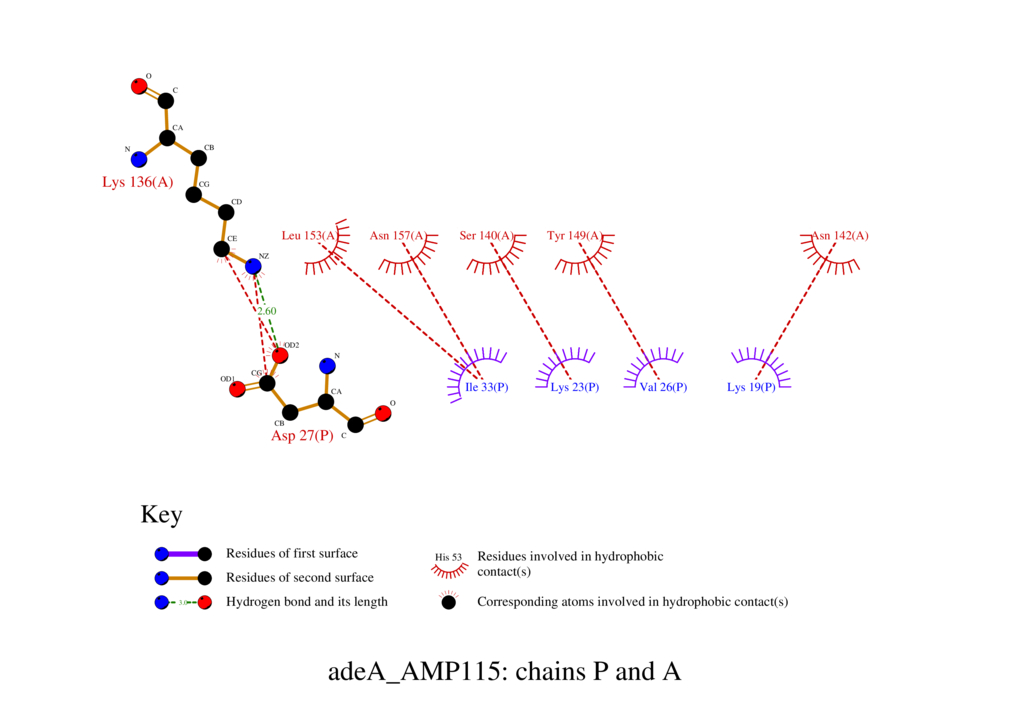 O
C
CA
N
CB
Lys 136(A)
CG
CD
CE
NZ
Leu 153(A)
Asn 157(A)
Ser 140(A)
Tyr 149(A)
Asn 142(A)
2.60
OD2
N
CG
OD1
CA
O
CB
C
Asp 27(P)
Ile 33(P)
Lys 23(P)
Val 26(P)
Lys 19(P)
Key
Residues of first surface
Residues of second surface
3.0
Hydrogen bond and its length
His 53
Residues involved in hydrophobic
contact(s)
Corresponding atoms involved in hydrophobic contact(s)
adeA_AMP115: chains P and A